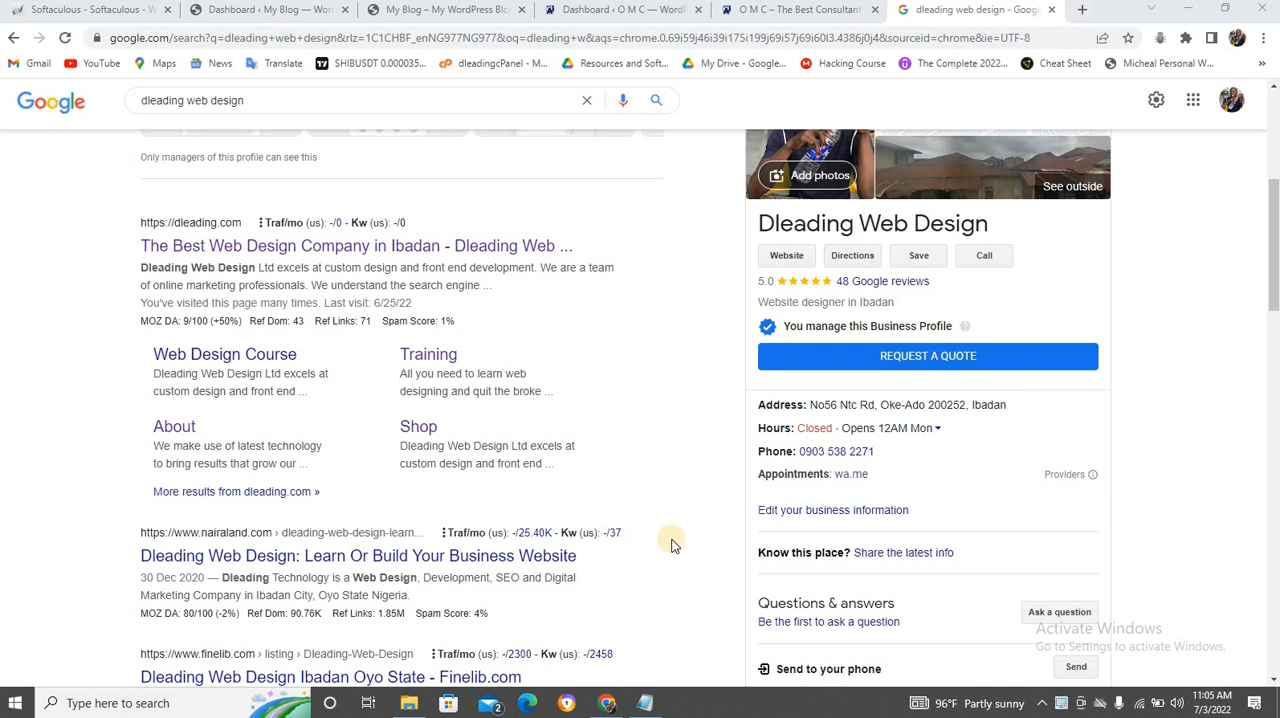 Softaculous - Softaculous - W
Dashboard ‹ My Blog — Wor
My Blog – My WordPress Blo
Dashboard ‹ O M C — WordP
O M C – The Best Consultant
dleading web design - Goog
google.com/search?q=dleading+web+design&rlz=1C1CHBF_enNG977NG977&oq=dleading+w&aqs=chrome.0.69i59j46i39i175i199j69i57j69i60l3.4386j0j4&sourceid=chrome&ie=UTF-8
Gmail
YouTube
Maps
News
Translate
SHIBUSDT 0.000035...
dleadingcPanel - M...
Resources and Soft...
My Drive - Google...
Hacking Course
The Complete 2022...
Cheat Sheet
Micheal Personal W...
»
Google
dleading web design
Only managers of this profile can see this
https://dleading.com Traf/mo (us): -/0 - Kw (us): -/0
The Best Web Design Company in Ibadan - Dleading Web ...
Dleading Web Design Ltd excels at custom design and front end development. We are a team
of online marketing professionals. We understand the search engine ...
You've visited this page many times. Last visit: 6/25/22
MOZ DA: 9/100 (+50%) Ref Dom: 43 Ref Links: 71 Spam Score: 1%
Web Design Course
Dleading Web Design Ltd excels at
custom design and front end ...
Training
All you need to learn web
designing and quit the broke ...
About
We make use of latest technology
to bring results that grow our ...
Shop
Dleading Web Design Ltd excels at
custom design and front end ...
More results from dleading.com »
https://www.nairaland.com › dleading-web-design-learn... Traf/mo (us): -/25.40K - Kw (us): -/37
Dleading Web Design: Learn Or Build Your Business Website
30 Dec 2020 — Dleading Technology is a Web Design, Development, SEO and Digital
Marketing Company in Ibadan City, Oyo State Nigeria.
MOZ DA: 80/100 (-2%) Ref Dom: 90.76K Ref Links: 1.85M Spam Score: 4%
https://www.finelib.com › listing › Dleading-Web-Design Traf/mo (us): -/2300 - Kw (us): -/2458
Dleading Web Design Ibadan Oyo State - Finelib.com
Add photos
See outside
Dleading Web Design
Website
Directions
Save
Call
5.0 48 Google reviews
Website designer in Ibadan
You manage this Business Profile
REQUEST A QUOTE
Address: No56 Ntc Rd, Oke-Ado 200252, Ibadan
Hours: Closed · Opens 12AM Mon
Phone: 0903 538 2271
Appointments: wa.me
Providers
Edit your business information
Know this place? Share the latest info
Questions & answers
Be the first to ask a question
Ask a question
Send to your phone
Send
Activate Windows
Go to Settings to activate Windows.
Type here to search
2
96°F Partly sunny
11:05 AM
7/3/2022